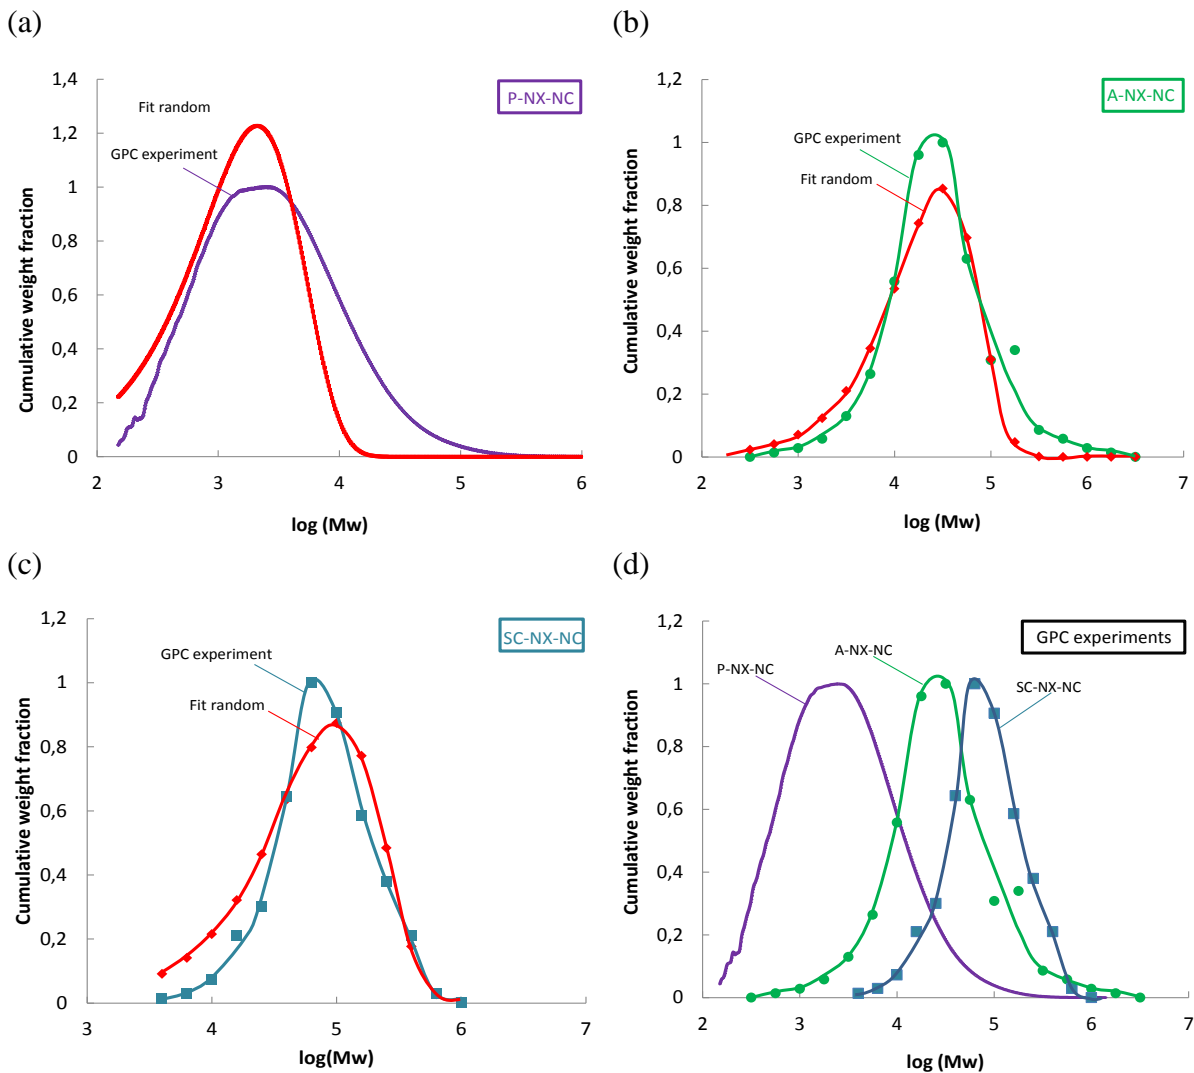 (a)
1,4
1,2
1
0,8
0,6
0,4
0,2
0
2
3
4
5
6
Cumulative weight fraction
log (Mw)
P-NX-NC
Fit random
GPC experiment
(b)
1,2
1
0,8
0,6
0,4
0,2
0
2
3
4
5
6
7
Cumulative weight fraction
log (Mw)
A-NX-NC
GPC experiment
Fit random
(c)
1,2
1
0,8
0,6
0,4
0,2
0
3
4
5
6
7
Cumulative weight fraction
log(Mw)
SC-NX-NC
GPC experiment
Fit random
(d)
1,2
1
0,8
0,6
0,4
0,2
0
2
3
4
5
6
7
Cumulative weight fraction
log (Mw)
GPC experiments
P-NX-NC
A-NX-NC
SC-NX-NC